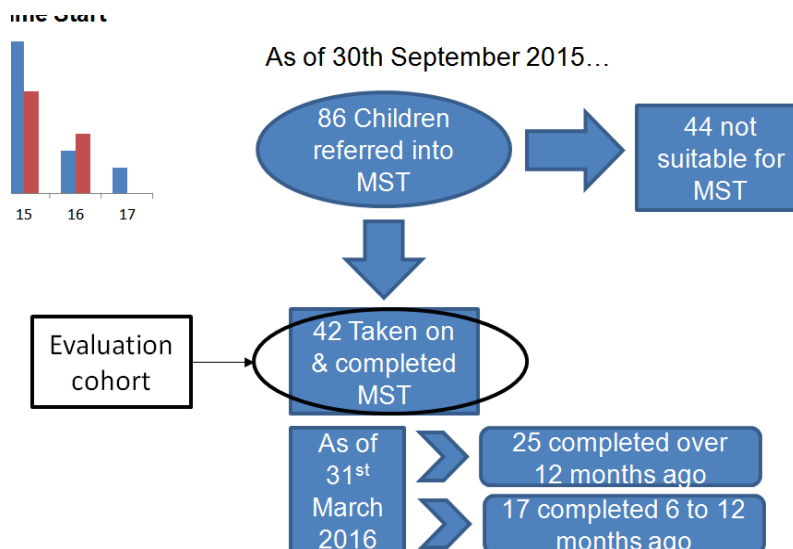 As of 30th September 2015…
86 Children
referred into
MST
44 not
suitable for
MST
15 16 17
42 Taken on
& completed
MST
Evaluation
cohort
As of
31st
March
2016
25 completed over
12 months ago
17 completed 6 to 12
months ago